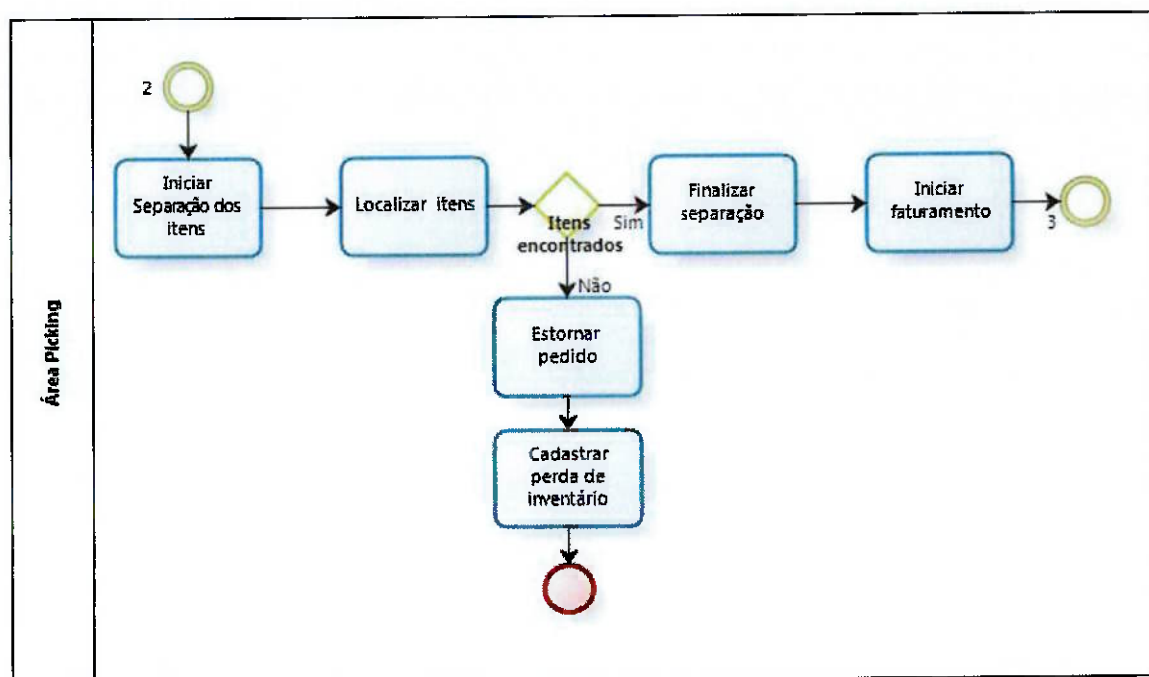 Área Picking
2
Iniciar
Separação dos
itens
Localizar itens
Itens
encontrados
Sim
Não
Finalizar
separação
Iniciar
faturamento
3
Estornar
pedido
Cadastrar
perda de
inventário